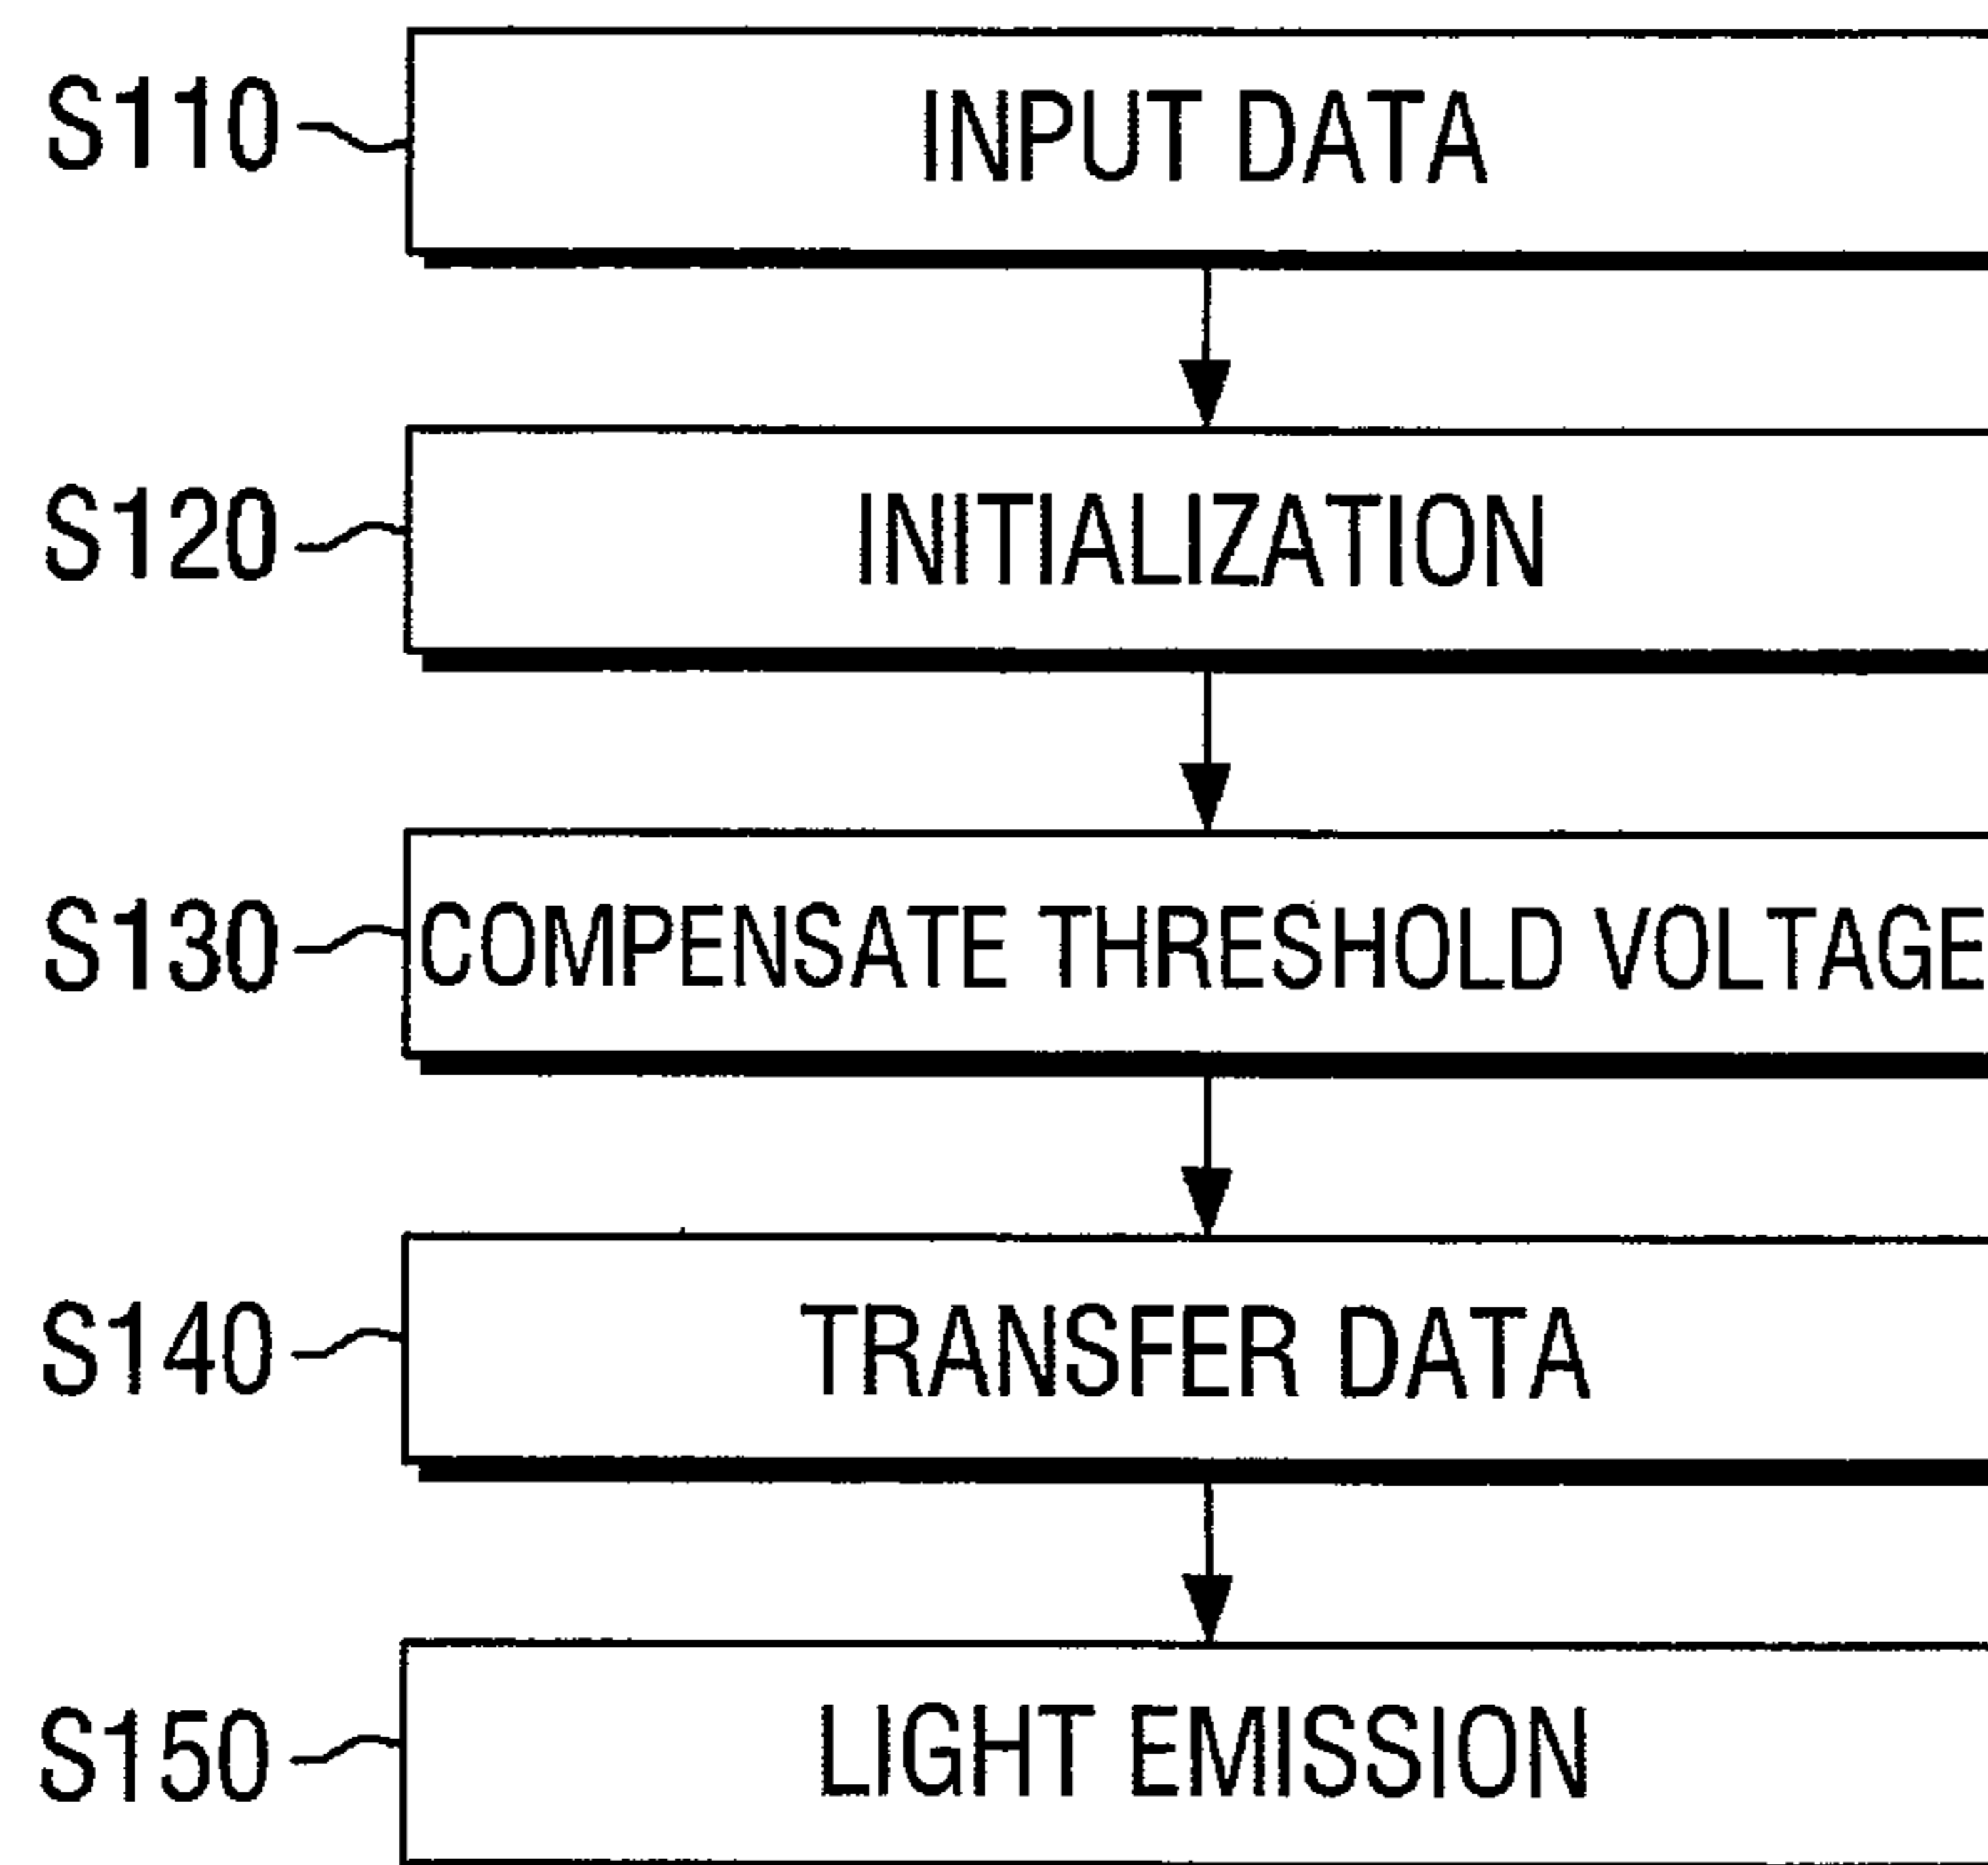 S110 INPUT DATA
S120 INITIALIZATION
S130 COMPENSATE THRESHOLD VOLTAGE
S140 TRANSFER DATA
S150 LIGHT EMISSION